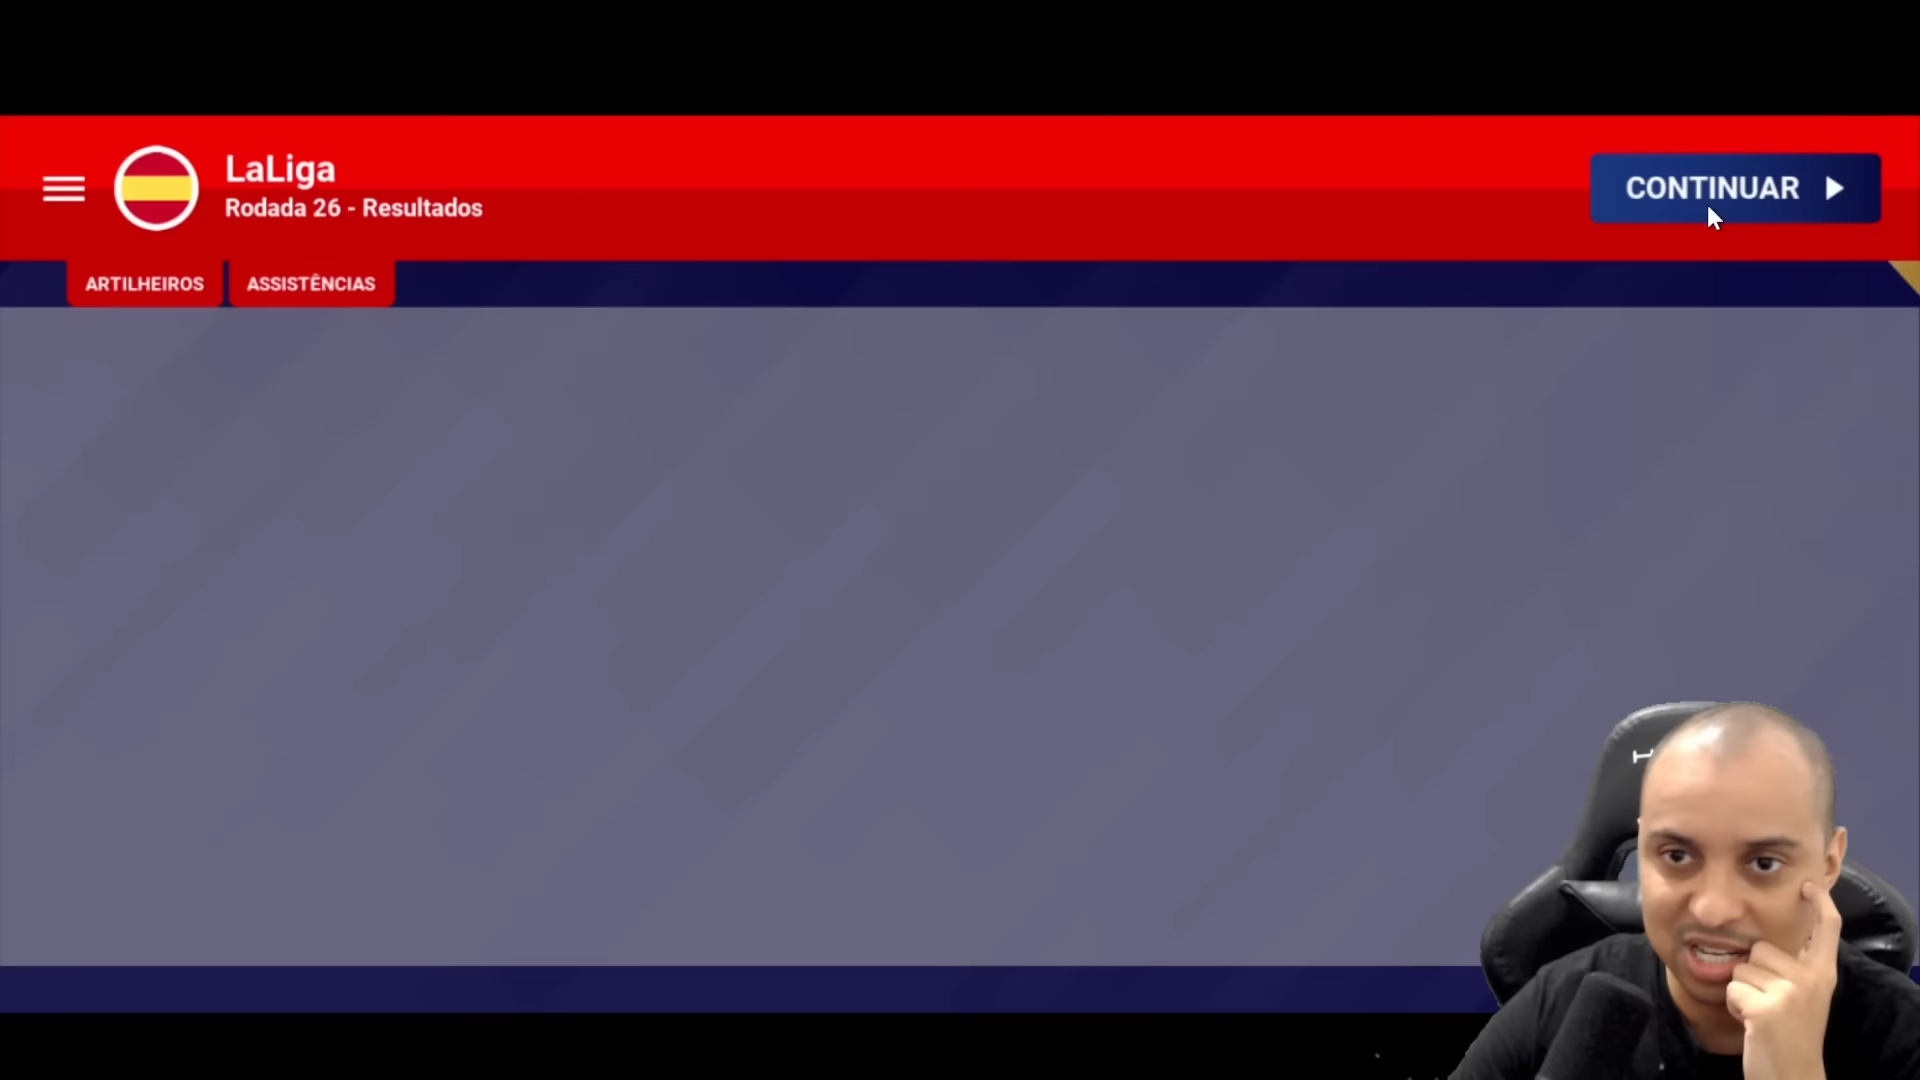 LaLiga
Rodada 26 - Resultados
CONTINUAR
ARTILHEIROS
ASSISTÊNCIAS